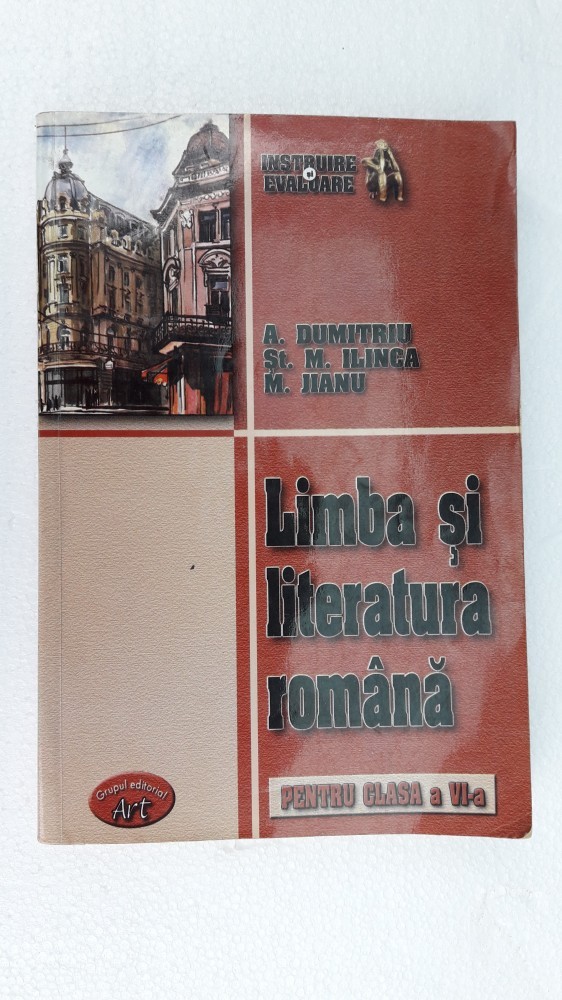 INSTRUIRE
și
EVALUARE
A. DUMITRIU
Șt. M. ILINCA
M. JIANU
Limba și
literatura
română
PENTRU CLASA a VI-a
Grupul editorial
Art